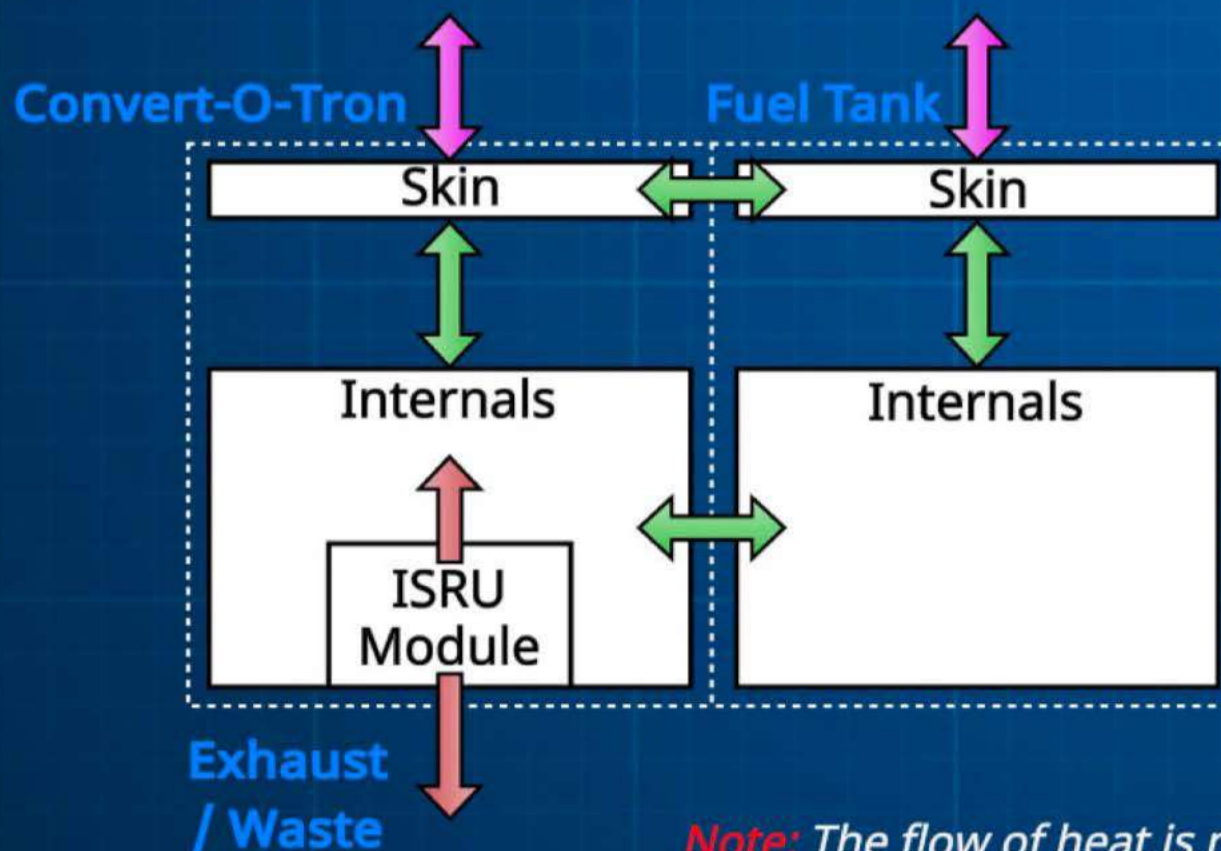 Convert-O-Tron
Fuel Tank
Skin
Skin
Internals
Internals
ISRU
Module
Exhaust
/ Waste
Note: The flow of heat is